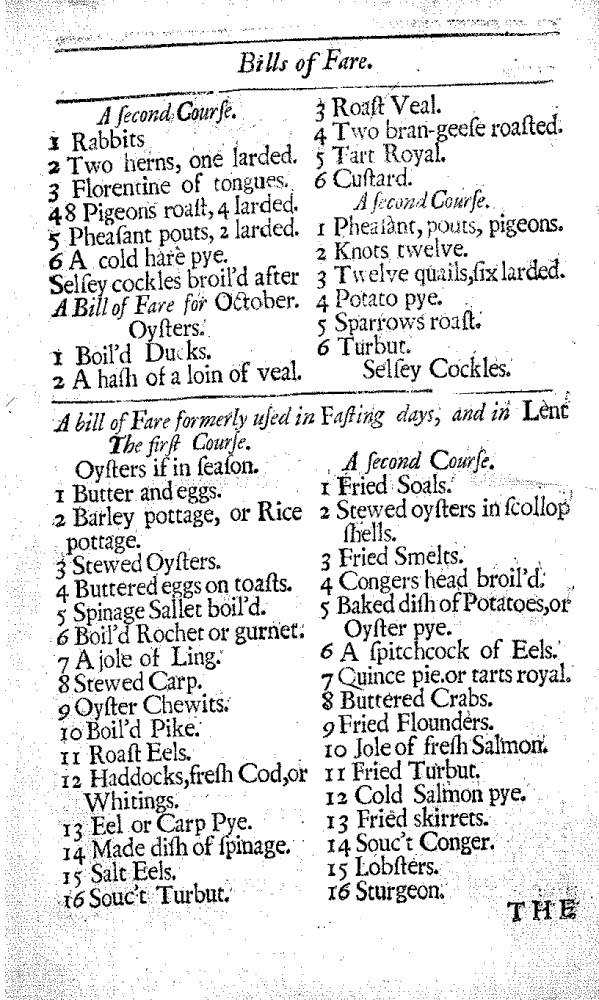 Bills of Fare.
A ſecond Courſe.
1 Rabbits
2 Two herns, one larded.
3 Florentine of tongues.
4 8 Pigeons roaſt, 4 larded.
5 Pheaſant pouts, 2 larded.
6 A cold hare pye.
Selſey cockles broil'd after
A Bill of Fare for October.
Oyſters.
1 Boil'd Ducks.
2 A haſh of a loin of veal.
3 Roaſt Veal.
4 Two bran-geeſe roaſted.
5 Tart Royal.
6 Cuſtard.
A ſecond Courſe.
1 Pheaſant, pouts, pigeons.
2 Knots twelve.
3 Twelve quails, ſix larded.
4 Potato pye.
5 Sparrows roaſt.
6 Turbut.
Selſey Cockles.
A bill of Fare formerly uſed in Faſting days, and in Lent
The firſt Courſe.
Oyſters if in ſeaſon.
1 Butter and eggs.
2 Barley pottage, or Rice
pottage.
3 Stewed Oyſters.
4 Buttered eggs on toaſts.
5 Spinage Sallet boil'd.
6 Boil'd Rochet or gurnet.
7 A jole of Ling.
8 Stewed Carp.
9 Oyſter Chewits.
10 Boil'd Pike.
11 Roaſt Eels.
12 Haddocks, freſh Cod, or
Whitings.
13 Eel or Carp Pye.
14 Made diſh of ſpinage.
15 Salt Eels.
16 Souc't Turbut.
A ſecond Courſe.
1 Fried Soals.
2 Stewed oyſters in ſcollop
ſhells.
3 Fried Smelts.
4 Congers head broil'd.
5 Baked diſh of Potatoes, or
Oyſter pye.
6 A ſpitchcock of Eels.
7 Quince pie. or tarts royal.
8 Buttered Crabs.
9 Fried Flounders.
10 Jole of freſh Salmon.
11 Fried Turbut.
12 Cold Salmon pye.
13 Fried skirrets.
14 Souc't Conger.
15 Lobſters.
16 Sturgeon.
THE